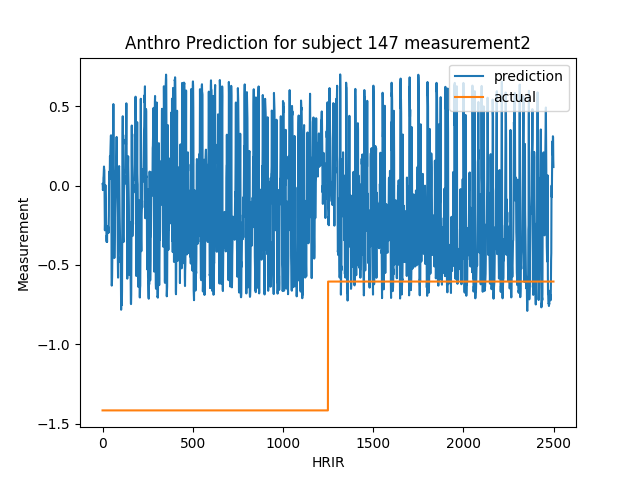 Anthro Prediction for subject 147 measurement2
prediction
actual
Measurement
0.5
0.0
−0.5
−1.0
−1.5
0
500
1000
1500
2000
2500
HRIR